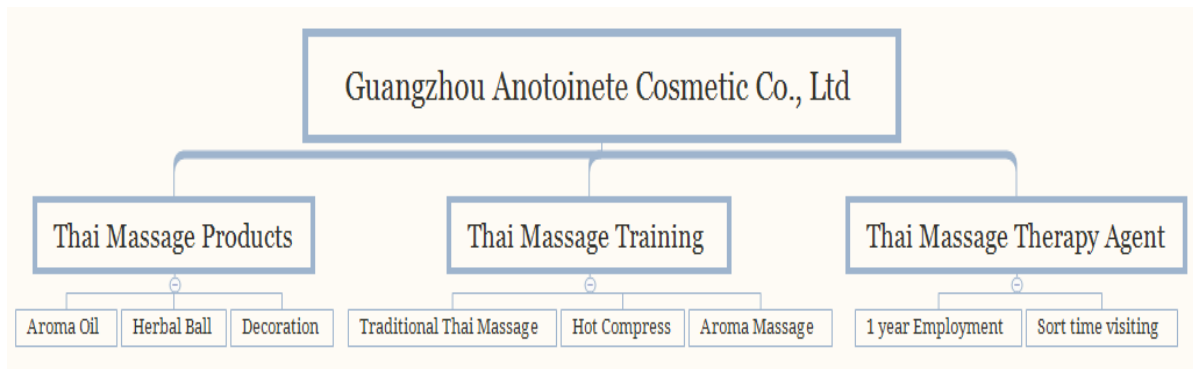 Guangzhou Anotoinete Cosmetic Co., Ltd
Thai Massage Products
Thai Massage Training
Thai Massage Therapy Agent
Aroma Oil
Herbal Ball
Decoration
Traditional Thai Massage
Hot Compress
Aroma Massage
1 year Employment
Sort time visiting